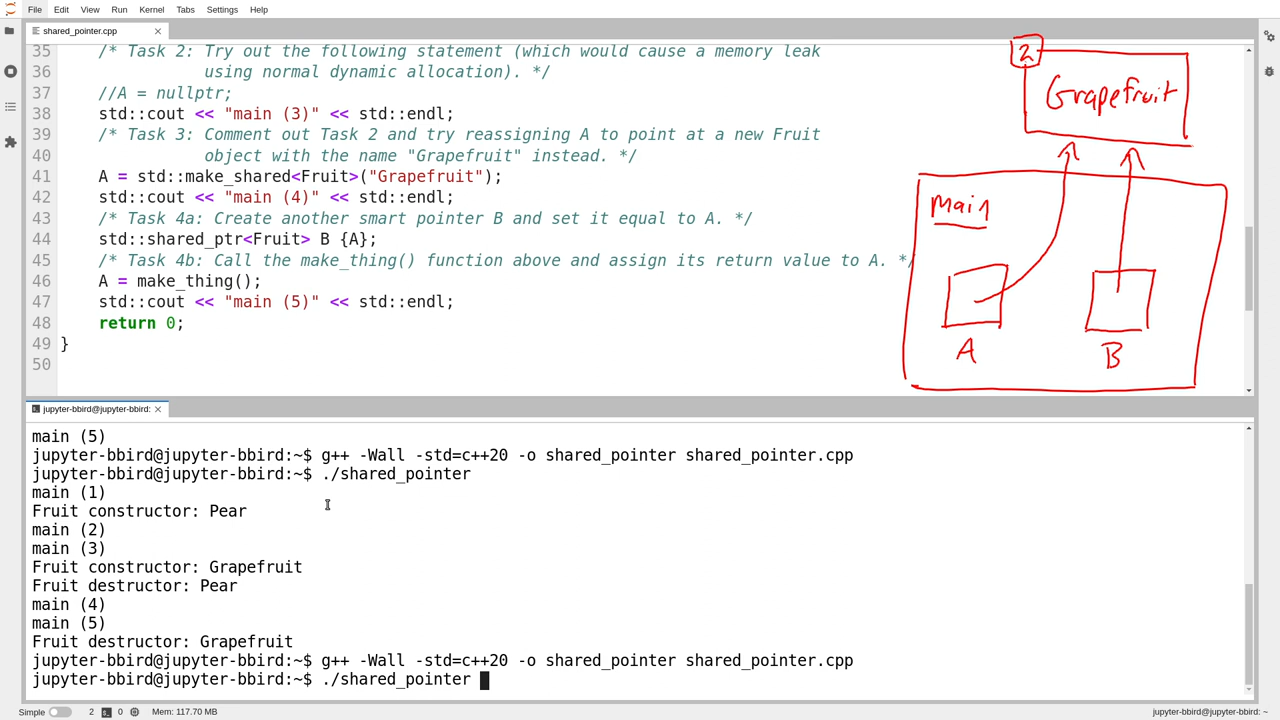 File Edit View Run Kernel Tabs Settings Help
shared_pointer.cpp
35 /* Task 2: Try out the following statement (which would cause a memory leak
36 using normal dynamic allocation). */
37 //A = nullptr;
38 std::cout << "main (3)" << std::endl;
39 /* Task 3: Comment out Task 2 and try reassigning A to point at a new Fruit
40 object with the name "Grapefruit" instead. */
41 A = std::make_shared<Fruit>("Grapefruit");
42 std::cout << "main (4)" << std::endl;
43 /* Task 4a: Create another smart pointer B and set it equal to A. */
44 std::shared_ptr<Fruit> B {A};
45 /* Task 4b: Call the make_thing() function above and assign its return value to A. */
46 A = make_thing();
47 std::cout << "main (5)" << std::endl;
48 return 0;
49 }
50
2
Grapefruit
Main
A
B
jupyter-bbird@jupyter-bbird:
main (5)
jupyter-bbird@jupyter-bbird:~$ g++ -Wall -std=c++20 -o shared_pointer shared_pointer.cpp
jupyter-bbird@jupyter-bbird:~$ ./shared_pointer
main (1)
Fruit constructor: Pear
main (2)
main (3)
Fruit constructor: Grapefruit
Fruit destructor: Pear
main (4)
main (5)
Fruit destructor: Grapefruit
jupyter-bbird@jupyter-bbird:~$ g++ -Wall -std=c++20 -o shared_pointer shared_pointer.cpp
jupyter-bbird@jupyter-bbird:~$ ./shared_pointer
Simple 2 0 Mem: 117.70 MB jupyter-bbird@jupyter-bbird: ~